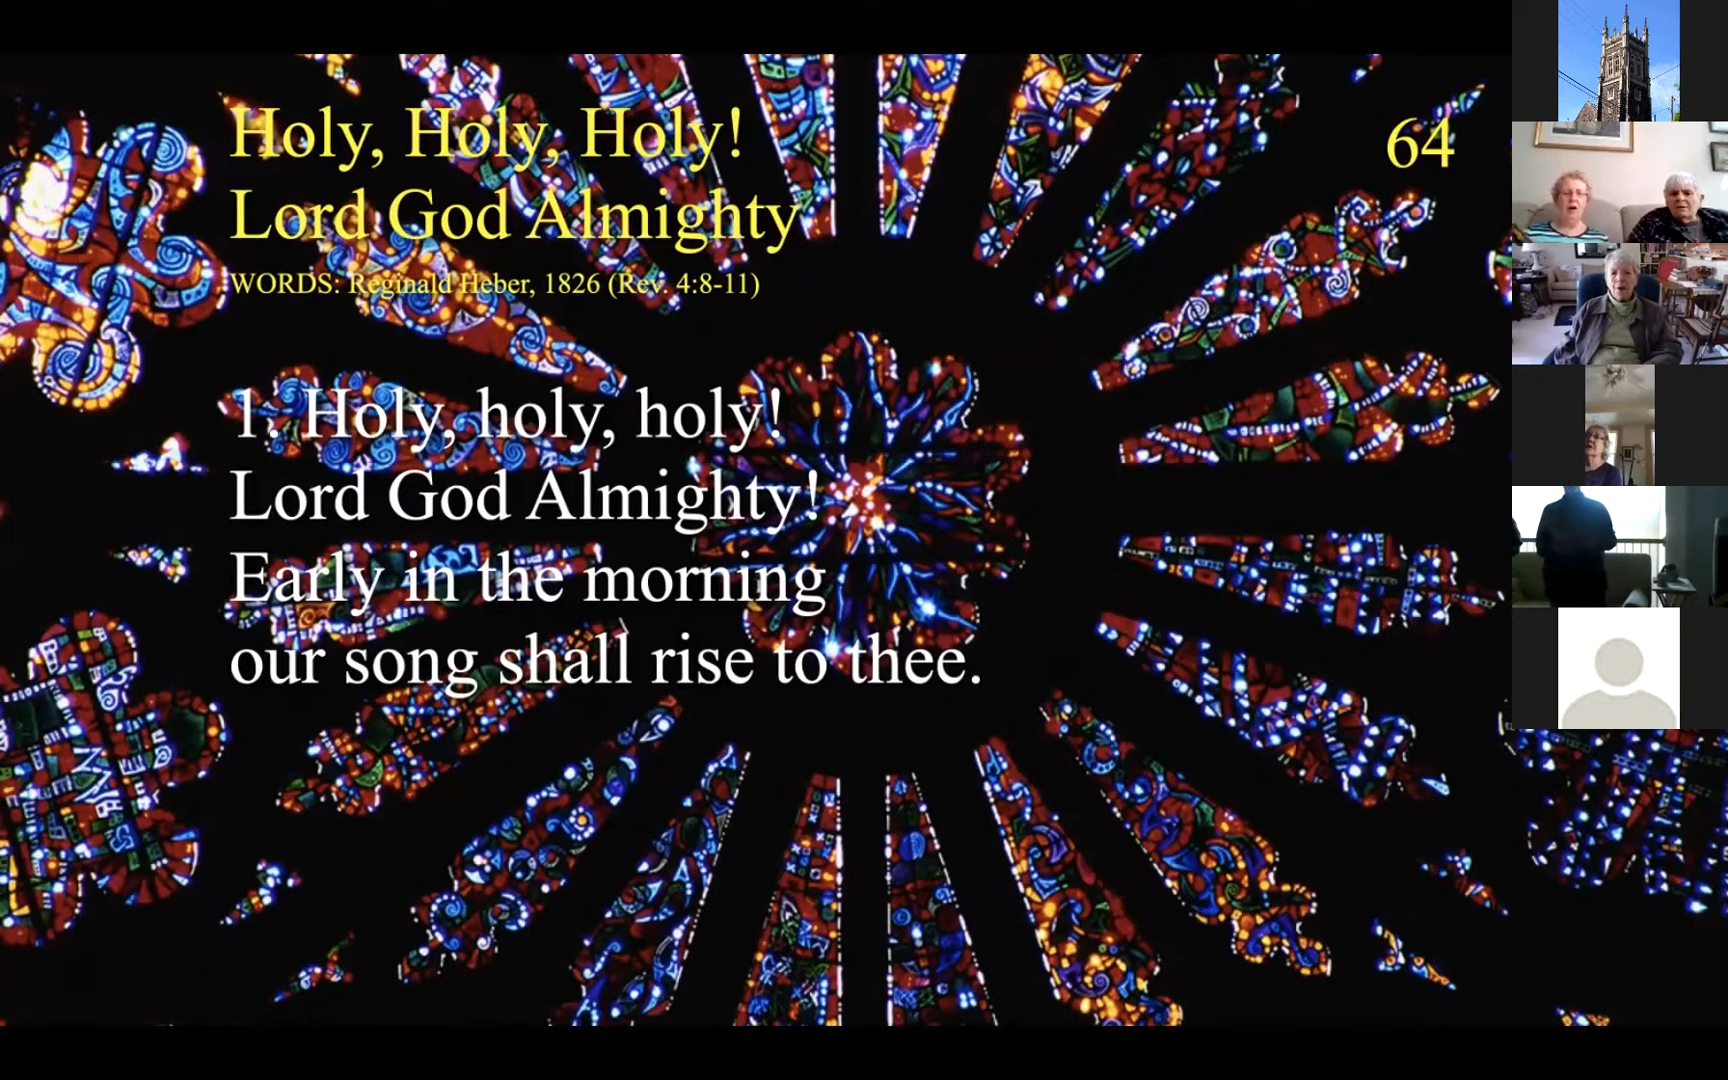 Holy, Holy, Holy!
Lord God Almighty
64
WORDS: Reginald Heber, 1826 (Rev. 4:8-11)
1. Holy, holy, holy!
Lord God Almighty!
Early in the morning
our song shall rise to thee.